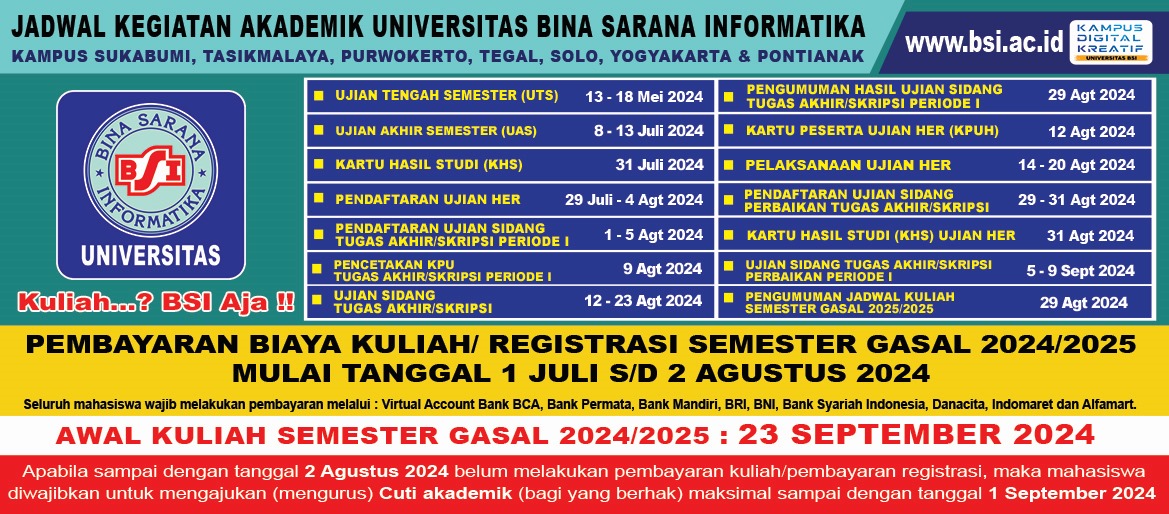 JADWAL KEGIATAN AKADEMIK UNIVERSITAS BINA SARANA INFORMATIKA
KAMPUS SUKABUMI, TASIKMALAYA, PURWOKERTO, TEGAL, SOLO, YOGYAKARTA & PONTIANAK
www.bsi.ac.id
KAMPUS
DIGITAL
KREATIF
UNIVERSITAS BSI
BINA SARANA
BSI
INFORMATIKA
UNIVERSITAS
Kuliah...? BSI Aja !!
UJIAN TENGAH SEMESTER (UTS) 13 - 18 Mei 2024
UJIAN AKHIR SEMESTER (UAS) 8 - 13 Juli 2024
KARTU HASIL STUDI (KHS) 31 Juli 2024
PENDAFTARAN UJIAN HER 29 Juli - 4 Agt 2024
PENDAFTARAN UJIAN SIDANG
TUGAS AKHIR/SKRIPSI PERIODE I 1 - 5 Agt 2024
PENCETAKAN KPU
TUGAS AKHIR/SKRIPSI PERIODE I 9 Agt 2024
UJIAN SIDANG
TUGAS AKHIR/SKRIPSI 12 - 23 Agt 2024
PENGUMUMAN HASIL UJIAN SIDANG
TUGAS AKHIR/SKRIPSI PERIODE I 29 Agt 2024
KARTU PESERTA UJIAN HER (KPUH) 12 Agt 2024
PELAKSANAAN UJIAN HER 14 - 20 Agt 2024
PENDAFTARAN UJIAN SIDANG
PERBAIKAN TUGAS AKHIR/SKRIPSI 29 - 31 Agt 2024
KARTU HASIL STUDI (KHS) UJIAN HER 31 Agt 2024
UJIAN SIDANG TUGAS AKHIR/SKRIPSI
PERBAIKAN PERIODE I 5 - 9 Sept 2024
PENGUMUMAN JADWAL KULIAH
SEMESTER GASAL 2025/2025 29 Agt 2024
PEMBAYARAN BIAYA KULIAH/ REGISTRASI SEMESTER GASAL 2024/2025
MULAI TANGGAL 1 JULI S/D 2 AGUSTUS 2024
Seluruh mahasiswa wajib melakukan pembayaran melalui : Virtual Account Bank BCA, Bank Permata, Bank Mandiri, BRI, BNI, Bank Syariah Indonesia, Danacita, Indomaret dan Alfamart.
AWAL KULIAH SEMESTER GASAL 2024/2025 : 23 SEPTEMBER 2024
Apabila sampai dengan tanggal 2 Agustus 2024 belum melakukan pembayaran kuliah/pembayaran registrasi, maka mahasiswa
diwajibkan untuk mengajukan (mengurus) Cuti akademik (bagi yang berhak) maksimal sampai dengan tanggal 1 September 2024